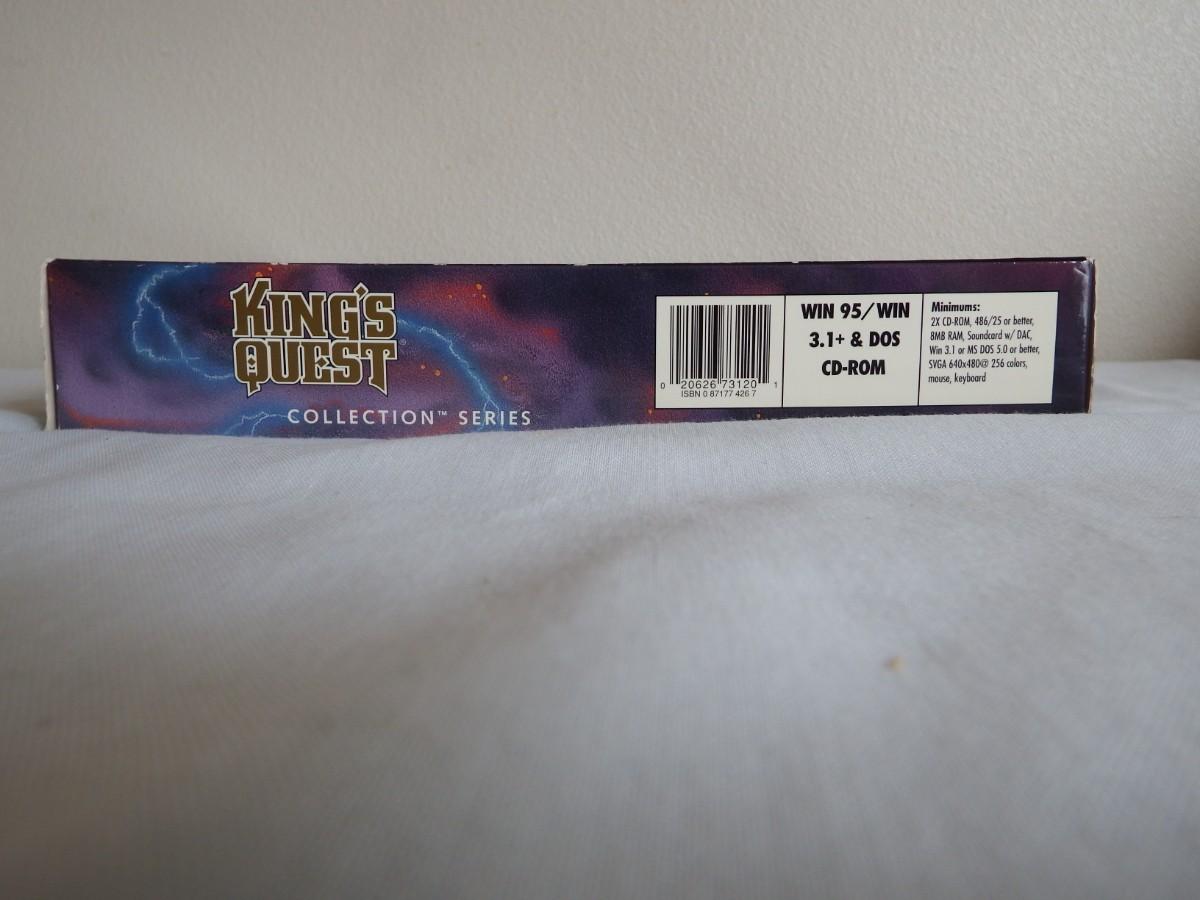 KING'S
QUEST
COLLECTION™ SERIES
0 20626 73120 1
ISBN 0 87177 426 7
WIN 95/WIN
3.1+ & DOS
CD-ROM
Minimums:
2X CD-ROM, 486/25 or better,
8MB RAM, Soundcard w/ DAC,
Win 3.1 or MS DOS 5.0 or better,
SVGA 640x480@ 256 colors,
mouse, keyboard